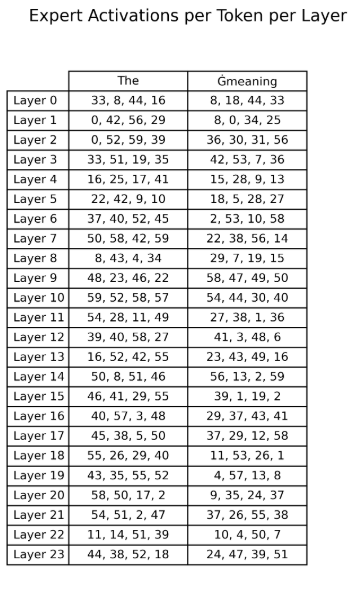 Expert Activations per Token per Layer
The Ġmeaning
Layer 0 33, 8, 44, 16 8, 18, 44, 33
Layer 1 0, 42, 56, 29 8, 0, 34, 25
Layer 2 0, 52, 59, 39 36, 30, 31, 56
Layer 3 33, 51, 19, 35 42, 53, 7, 36
Layer 4 16, 25, 17, 41 15, 28, 9, 13
Layer 5 22, 42, 9, 10 18, 5, 28, 27
Layer 6 37, 40, 52, 45 2, 53, 10, 58
Layer 7 50, 58, 42, 59 22, 38, 56, 14
Layer 8 8, 43, 4, 34 29, 7, 19, 15
Layer 9 48, 23, 46, 22 58, 47, 49, 50
Layer 10 59, 52, 58, 57 54, 44, 30, 40
Layer 11 54, 28, 11, 49 27, 38, 1, 36
Layer 12 39, 40, 58, 27 41, 3, 48, 6
Layer 13 16, 52, 42, 55 23, 43, 49, 16
Layer 14 50, 8, 51, 46 56, 13, 2, 59
Layer 15 46, 41, 29, 55 39, 1, 19, 2
Layer 16 40, 57, 3, 48 29, 37, 43, 41
Layer 17 45, 38, 5, 50 37, 29, 12, 58
Layer 18 55, 26, 29, 40 11, 53, 26, 1
Layer 19 43, 35, 55, 52 4, 57, 13, 8
Layer 20 58, 50, 17, 2 9, 35, 24, 37
Layer 21 54, 51, 2, 47 37, 26, 55, 38
Layer 22 11, 14, 51, 39 10, 4, 50, 7
Layer 23 44, 38, 52, 18 24, 47, 39, 51